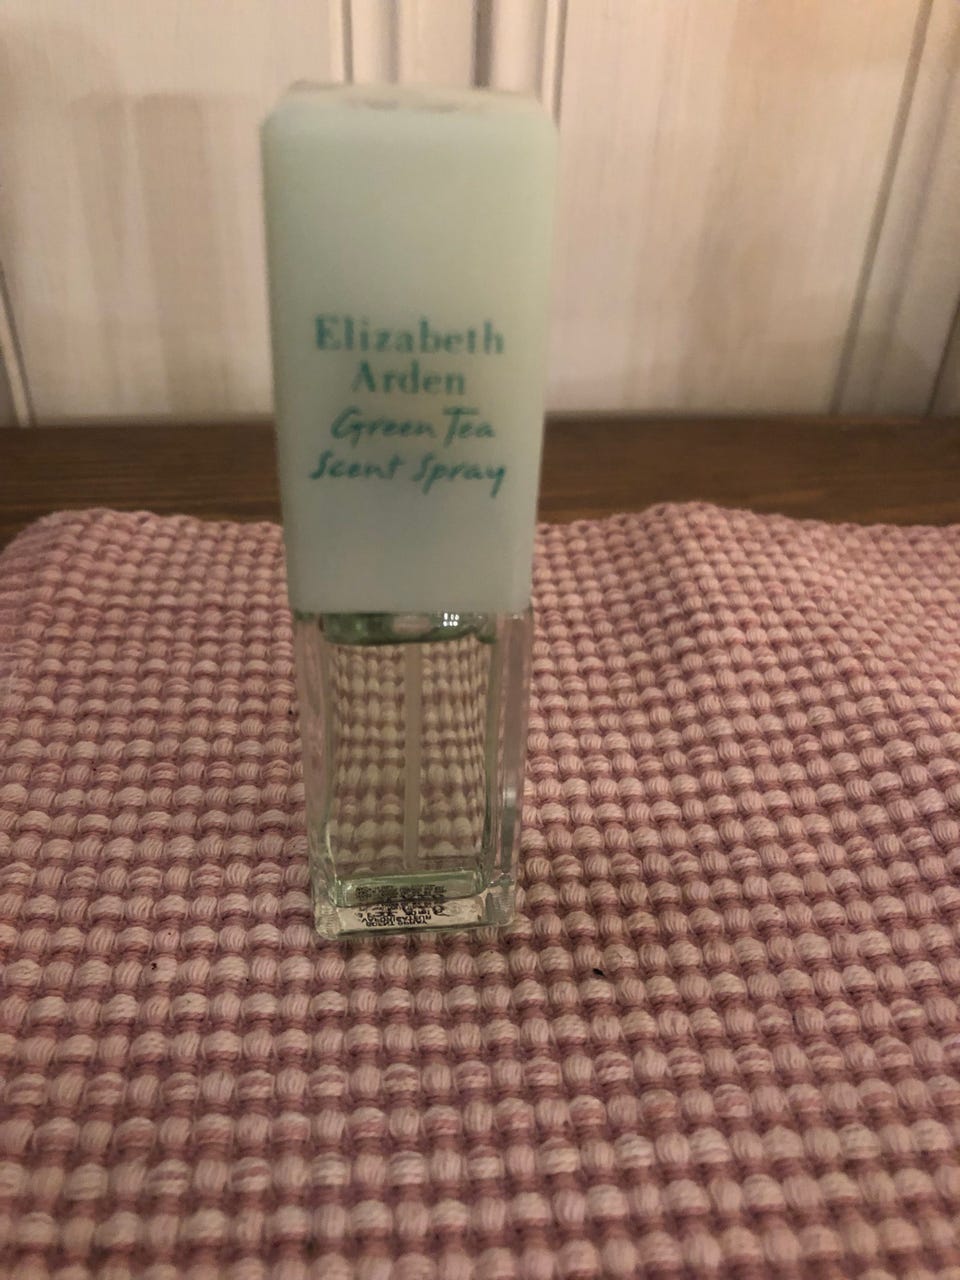 Elizabeth
Arden
Green Tea
Scent Spray